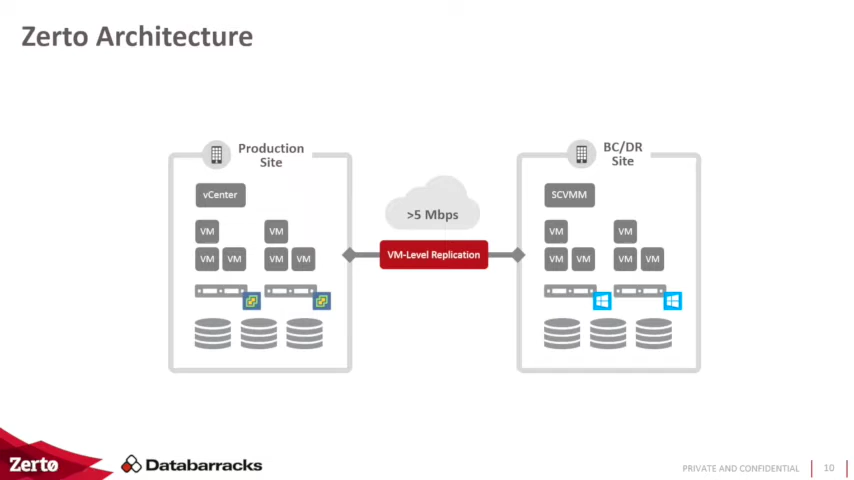 Zerto Architecture
Production
Site
BC/DR
Site
vCenter
SCVMM
>5 Mbps
VM
VM
VM
VM
VM-Level Replication
VM VM
VM VM
VM VM
VM VM
Zerto
Databarracks
PRIVATE AND CONFIDENTIAL
10